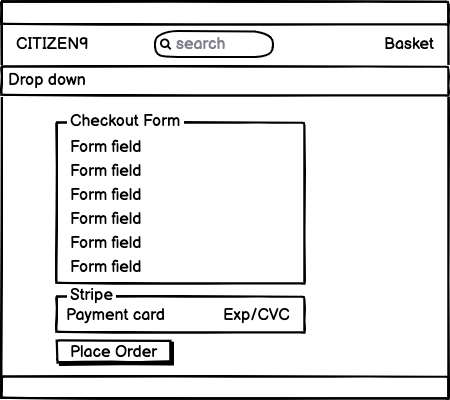 CITIZEN9
search
Basket
Drop down
Checkout Form
Form field
Form field
Form field
Form field
Form field
Form field
Stripe
Payment card Exp/CVC
Place Order